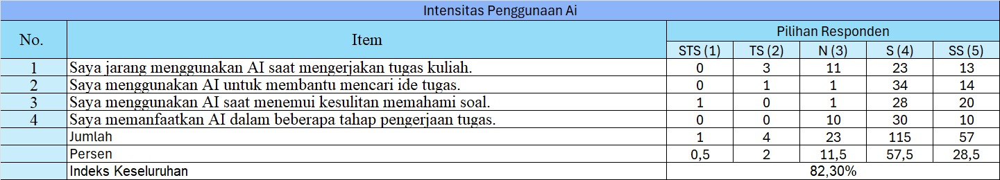 Intensitas Penggunaan Ai
No. Item Pilihan Responden
STS (1) TS (2) N (3) S (4) SS (5)
1 Saya jarang menggunakan AI saat mengerjakan tugas kuliah. 0 3 11 23 13
2 Saya menggunakan AI untuk membantu mencari ide tugas. 0 1 1 34 14
3 Saya menggunakan AI saat menemui kesulitan memahami soal. 1 0 1 28 20
4 Saya memanfaatkan AI dalam beberapa tahap pengerjaan tugas. 0 0 10 30 10
Jumlah 1 4 23 115 57
Persen 0,5 2 11,5 57,5 28,5
Indeks Keseluruhan 82,30%